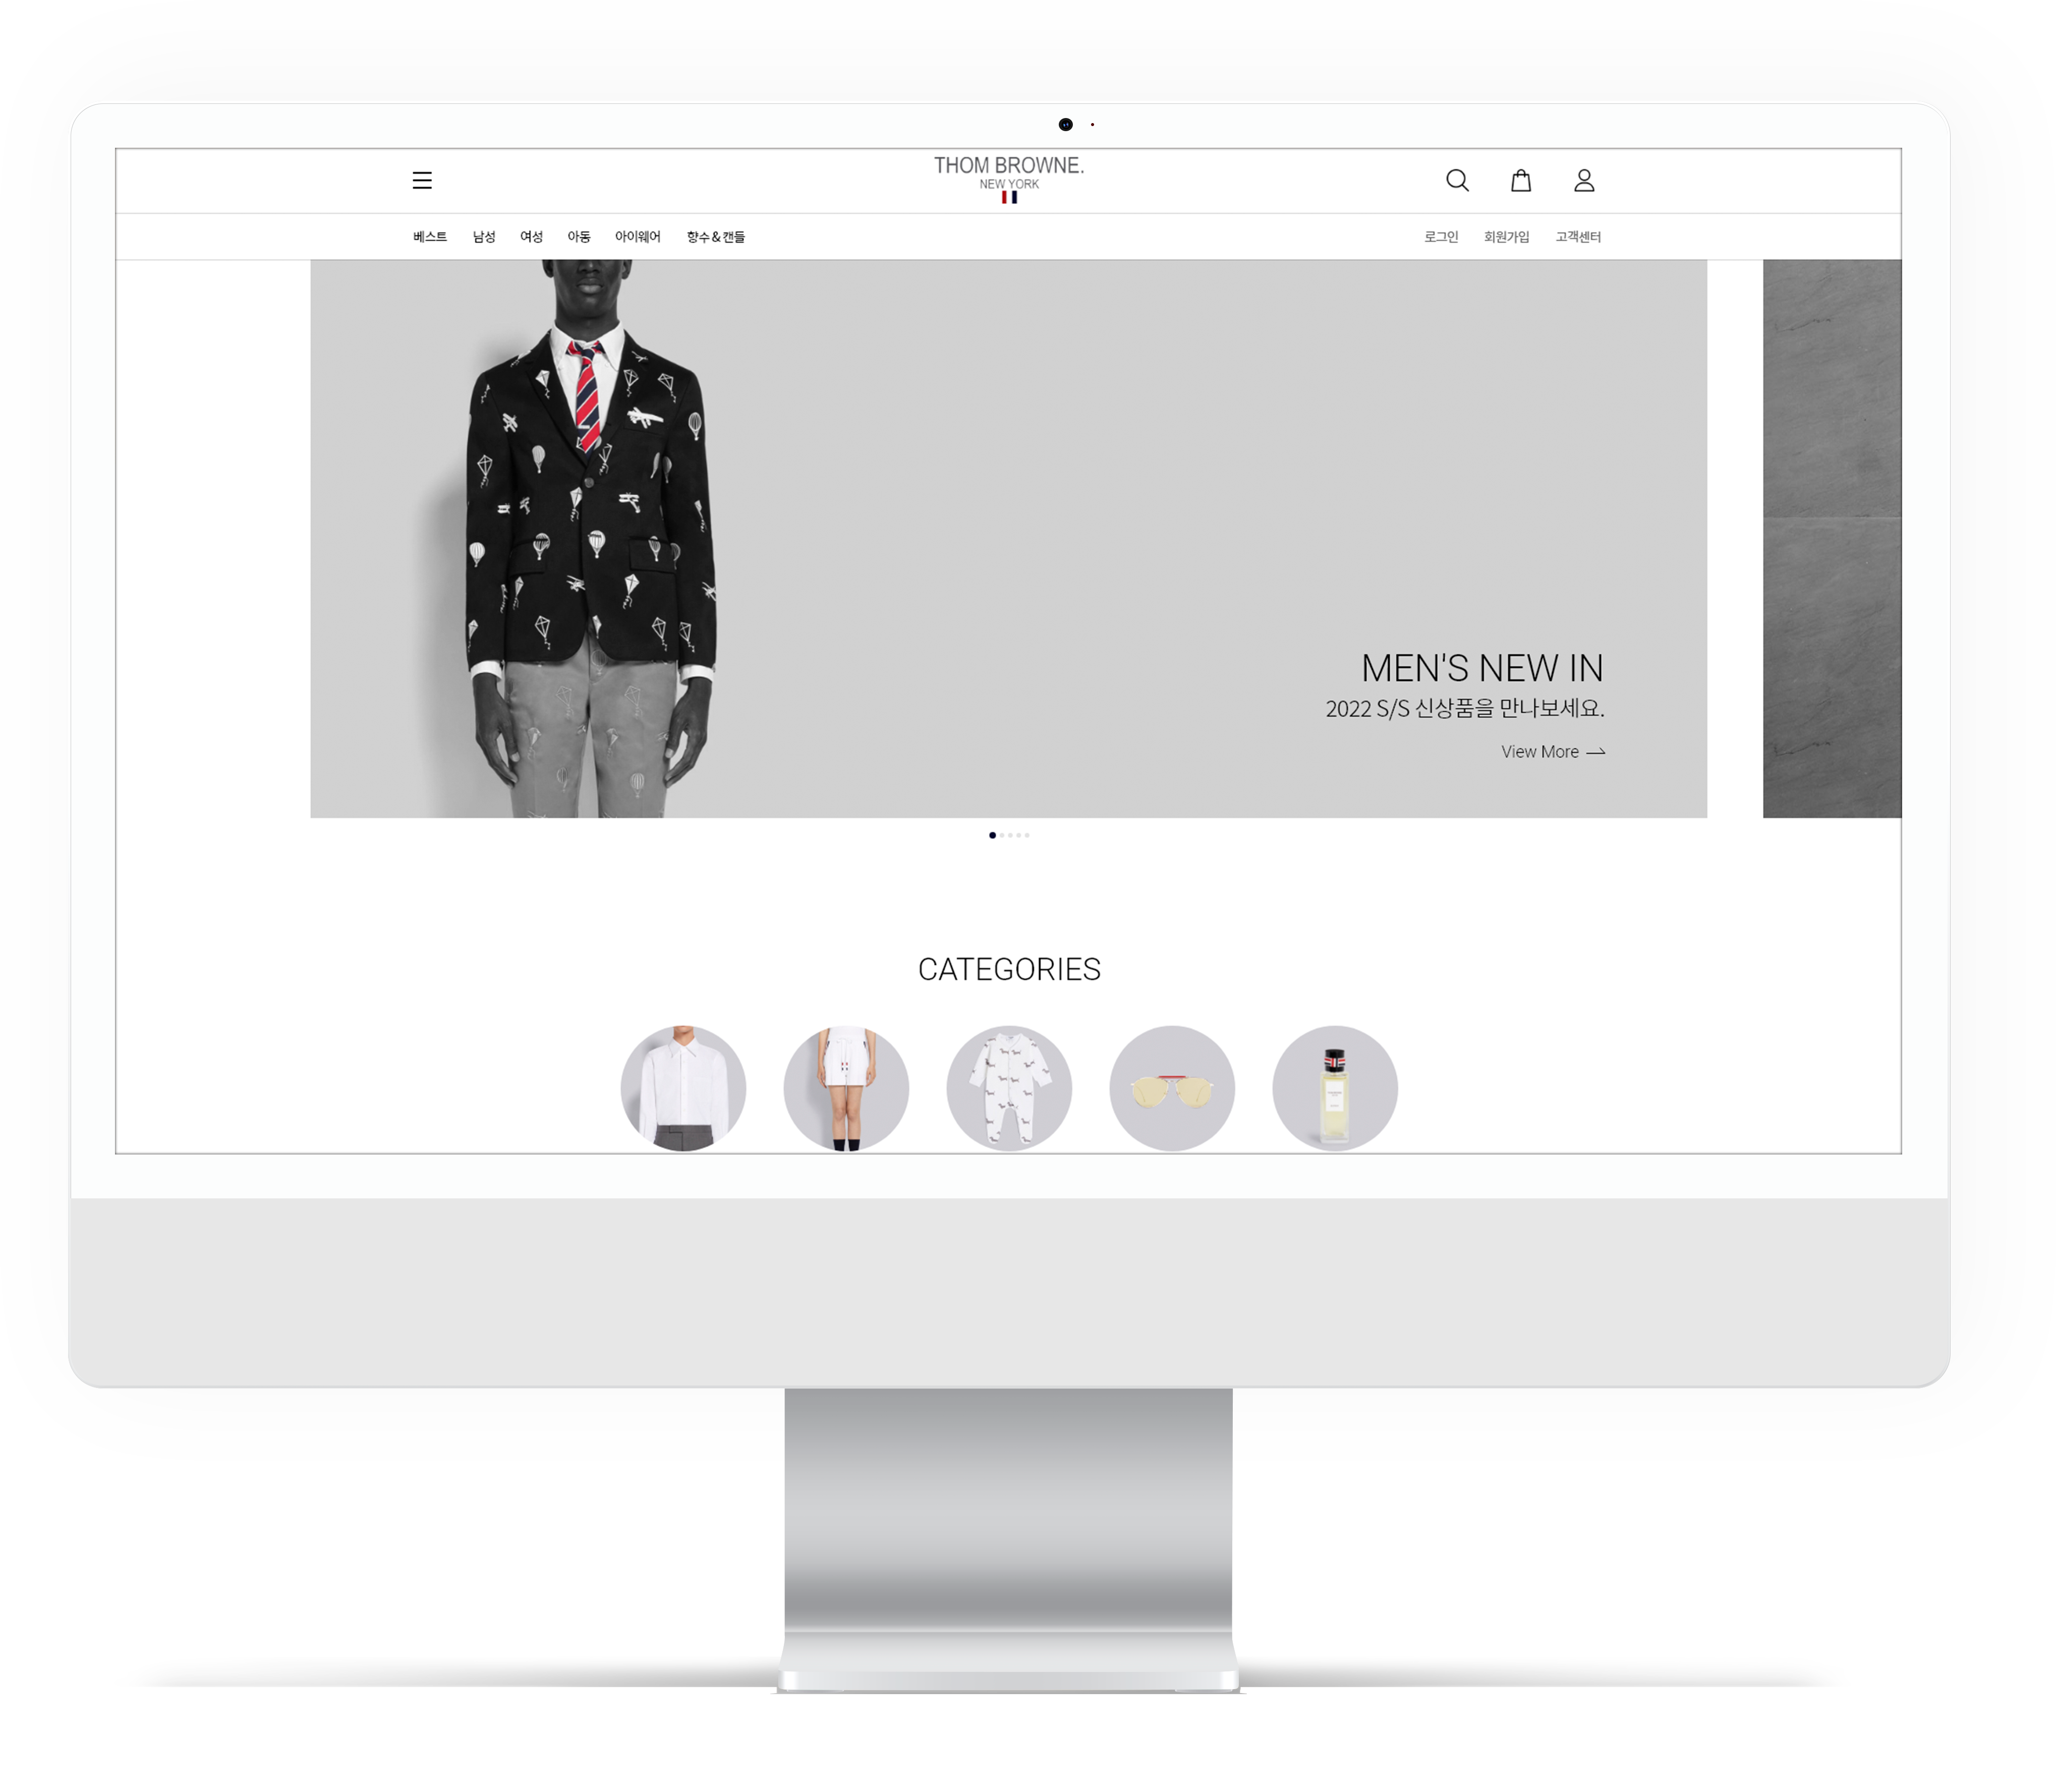 THOM BROWNE.
NEW YORK
베스트 남성 여성 아동 아이웨어 향수&캔들 로그인 회원가입 고객센터
MEN'S NEW IN
2022 S/S 신상품을 만나보세요.
View More
CATEGORIES